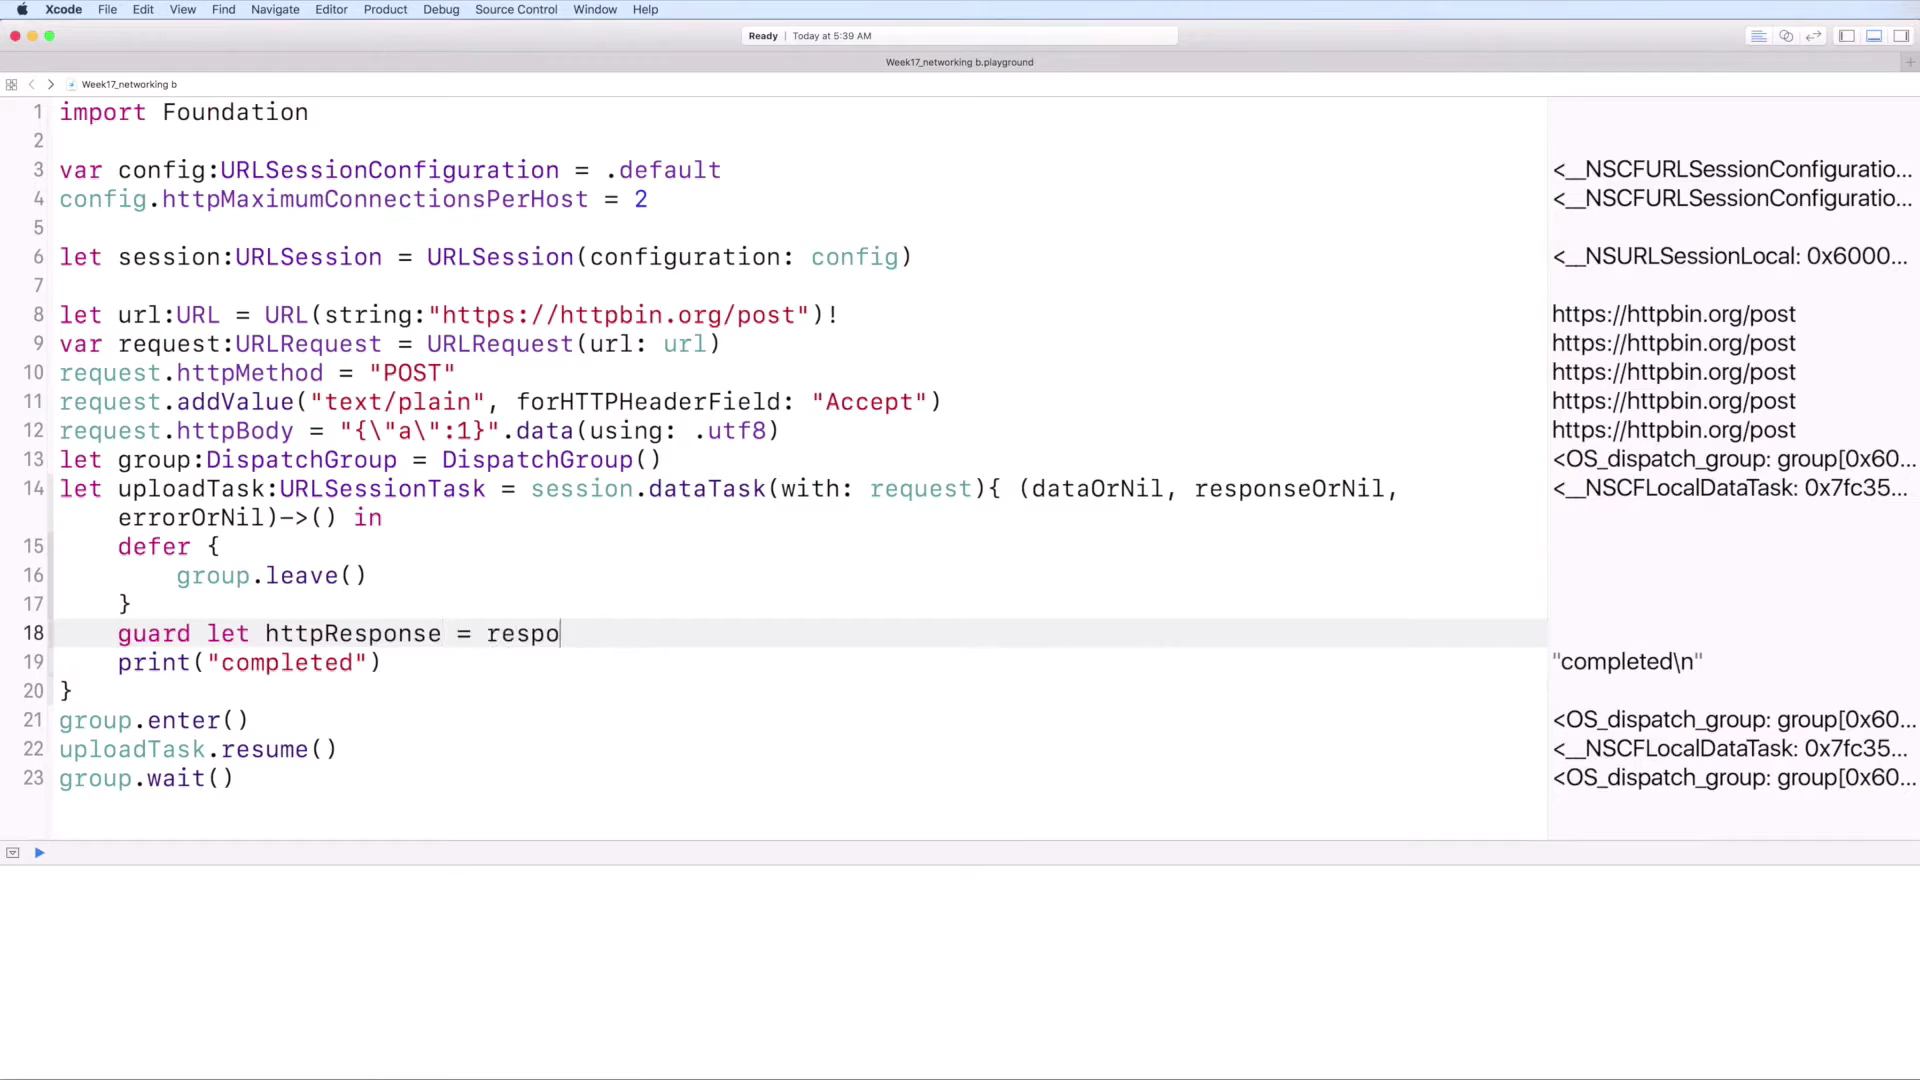 Xcode File Edit View Find Navigate Editor Product Debug Source Control Window Help
Ready | Today at 5:39 AM
Week17_networking b.playground
Week17_networking b
1 import Foundation
2
3 var config:URLSessionConfiguration = .default <__NSCFURLSessionConfiguratio...
4 config.httpMaximumConnectionsPerHost = 2 <__NSCFURLSessionConfiguratio...
5
6 let session:URLSession = URLSession(configuration: config) <__NSURLSessionLocal: 0x6000...
7
8 let url:URL = URL(string:"https://httpbin.org/post")! https://httpbin.org/post
9 var request:URLRequest = URLRequest(url: url) https://httpbin.org/post
10 request.httpMethod = "POST" https://httpbin.org/post
11 request.addValue("text/plain", forHTTPHeaderField: "Accept") https://httpbin.org/post
12 request.httpBody = "{\"a\":1}".data(using: .utf8) https://httpbin.org/post
13 let group:DispatchGroup = DispatchGroup() <OS_dispatch_group: group[0x60...
14 let uploadTask:URLSessionTask = session.dataTask(with: request){ (dataOrNil, responseOrNil, <__NSCFLocalDataTask: 0x7fc35...
errorOrNil)->() in
15 defer {
16 group.leave()
17 }
18 guard let httpResponse = respo
19 print("completed") "completed\n"
20 }
21 group.enter() <OS_dispatch_group: group[0x60...
22 uploadTask.resume() <__NSCFLocalDataTask: 0x7fc35...
23 group.wait() <OS_dispatch_group: group[0x60...